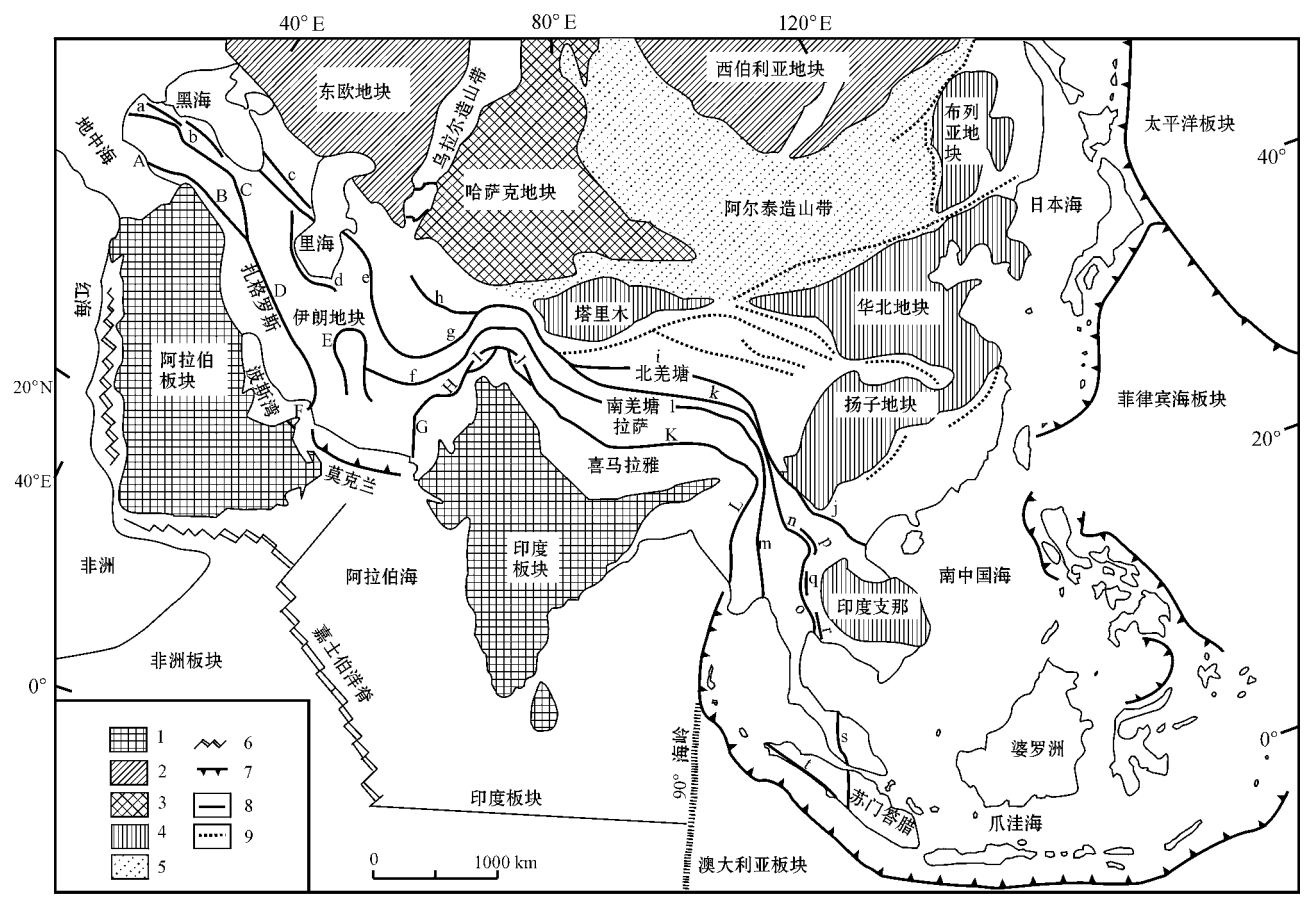 40°E
80°E
120°E
东欧地块
乌拉尔造山带
西伯利亚地块
布列
亚地
块
太平洋板块
40°
黑海
a
b
c
地中海
A
B
C
哈萨克地块
阿尔泰造山带
日本海
里海
d
e
h
红海
扎格罗斯
D
伊朗地块
E
塔里木
华北地块
g
f
阿拉伯
板块
波斯湾
F
H
I
J
G
i
北羌塘
k
南羌塘
l
拉萨
K
喜马拉雅
扬子地块
菲律宾海板块
20°N
20°
40°E
莫克兰
L
m
n
j
p
q
o
r
非洲
阿拉伯海
印度
板块
印度支那
南中国海
非洲板块
嘉士伯洋脊
0°
0°
90°海岭
s
t
苏门答腊
婆罗洲
爪洼海
印度板块
澳大利亚板块
1
2
3
4
5
6
7
8
9
0
1000 km